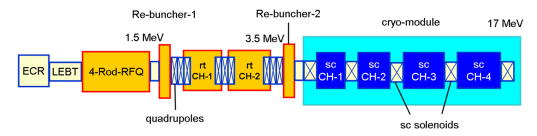 Re-buncher-1
Re-buncher-2
cryo-module
1.5 MeV
3.5 MeV
17 MeV
ECR
LEBT
4-Rod-RFQ
rt
CH-1
rt
CH-2
sc
CH-1
sc
CH-2
sc
CH-3
sc
CH-4
quadrupoles
sc solenoids